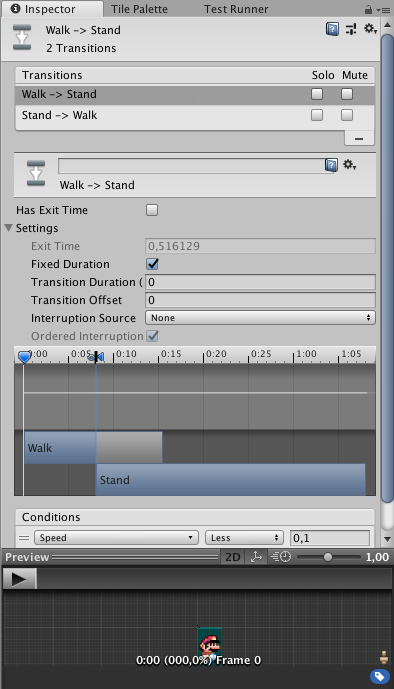 Inspector Tile Palette Test Runner
Walk -> Stand
2 Transitions
Transitions Solo Mute
Walk -> Stand
Stand -> Walk
Walk -> Stand
Has Exit Time
Settings
Exit Time 0,516129
Fixed Duration
Transition Duration ( 0
Transition Offset 0
Interruption Source None
Ordered Interruption
0:00 0:05 0:10 0:15 0:20 0:25 1:00 1:05
Walk
Stand
Conditions
Speed Less 0,1
Preview 2D 1,00
0:00 (000,0%) Frame 0